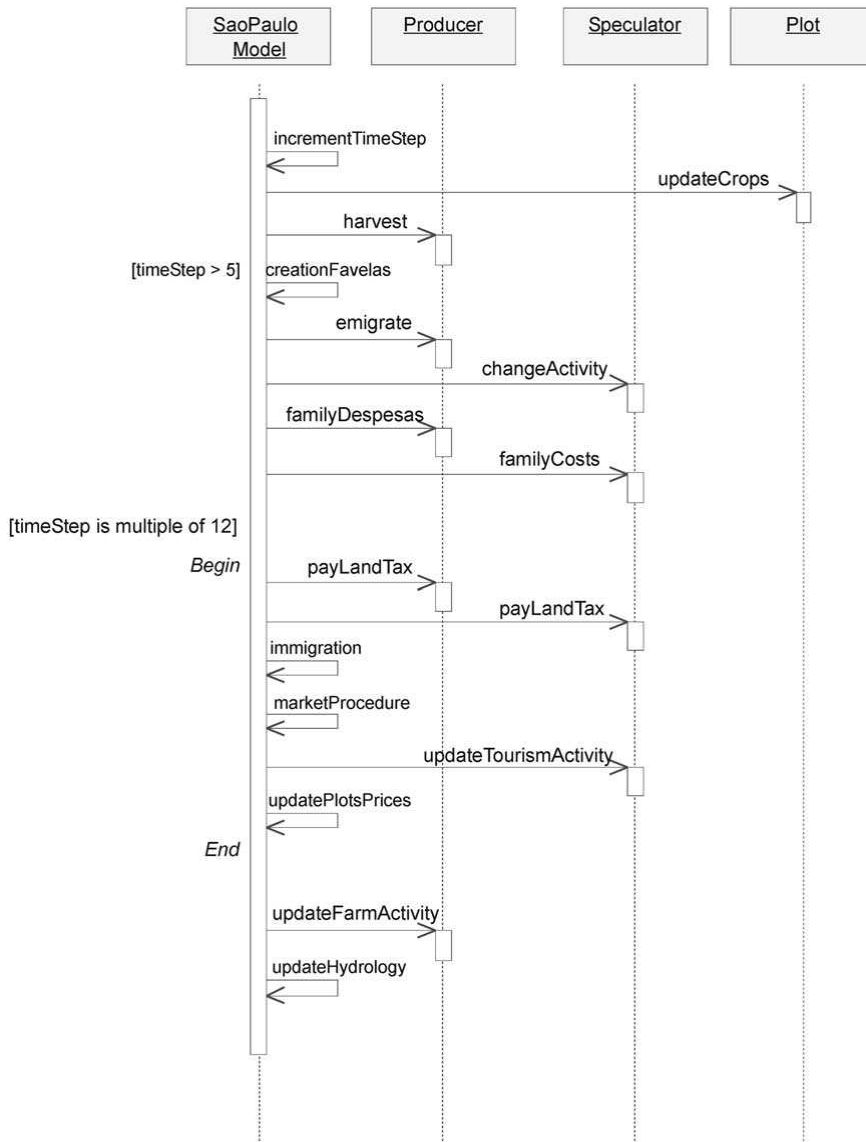 SaoPaulo
Model
Producer
Speculator
Plot
incrementTimeStep
updateCrops
harvest
[timeStep > 5]
creationFavelas
emigrate
changeActivity
familyDespesas
familyCosts
[timeStep is multiple of 12]
Begin
payLandTax
payLandTax
immigration
marketProcedure
updateTourismActivity
updatePlotsPrices
End
updateFarmActivity
updateHydrology